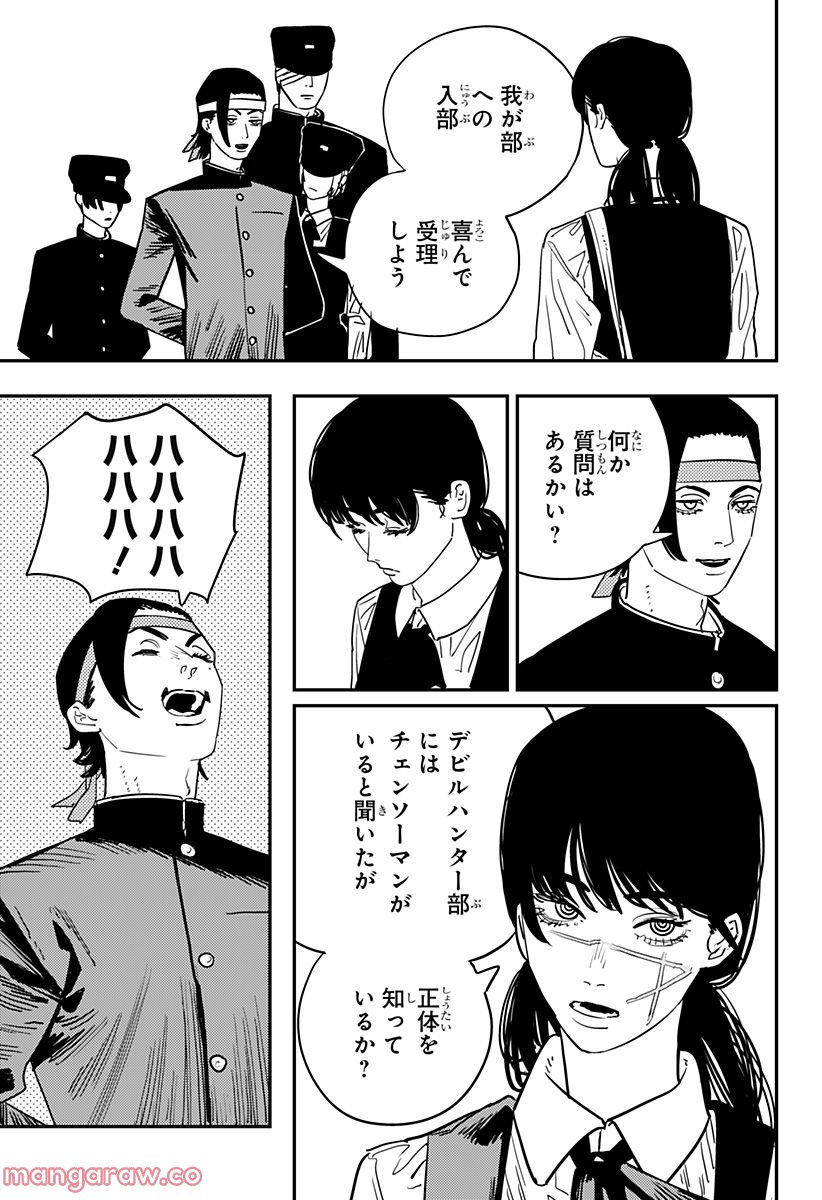 我が部
への
入部
喜んで
受理
しよう
何か
質問は
あるかい？
デビルハンター部
には
チェンソーマンが
いると聞いたが
正体を
知って
いるか？
ハハハハ
ハハハ！
mangaraw.co